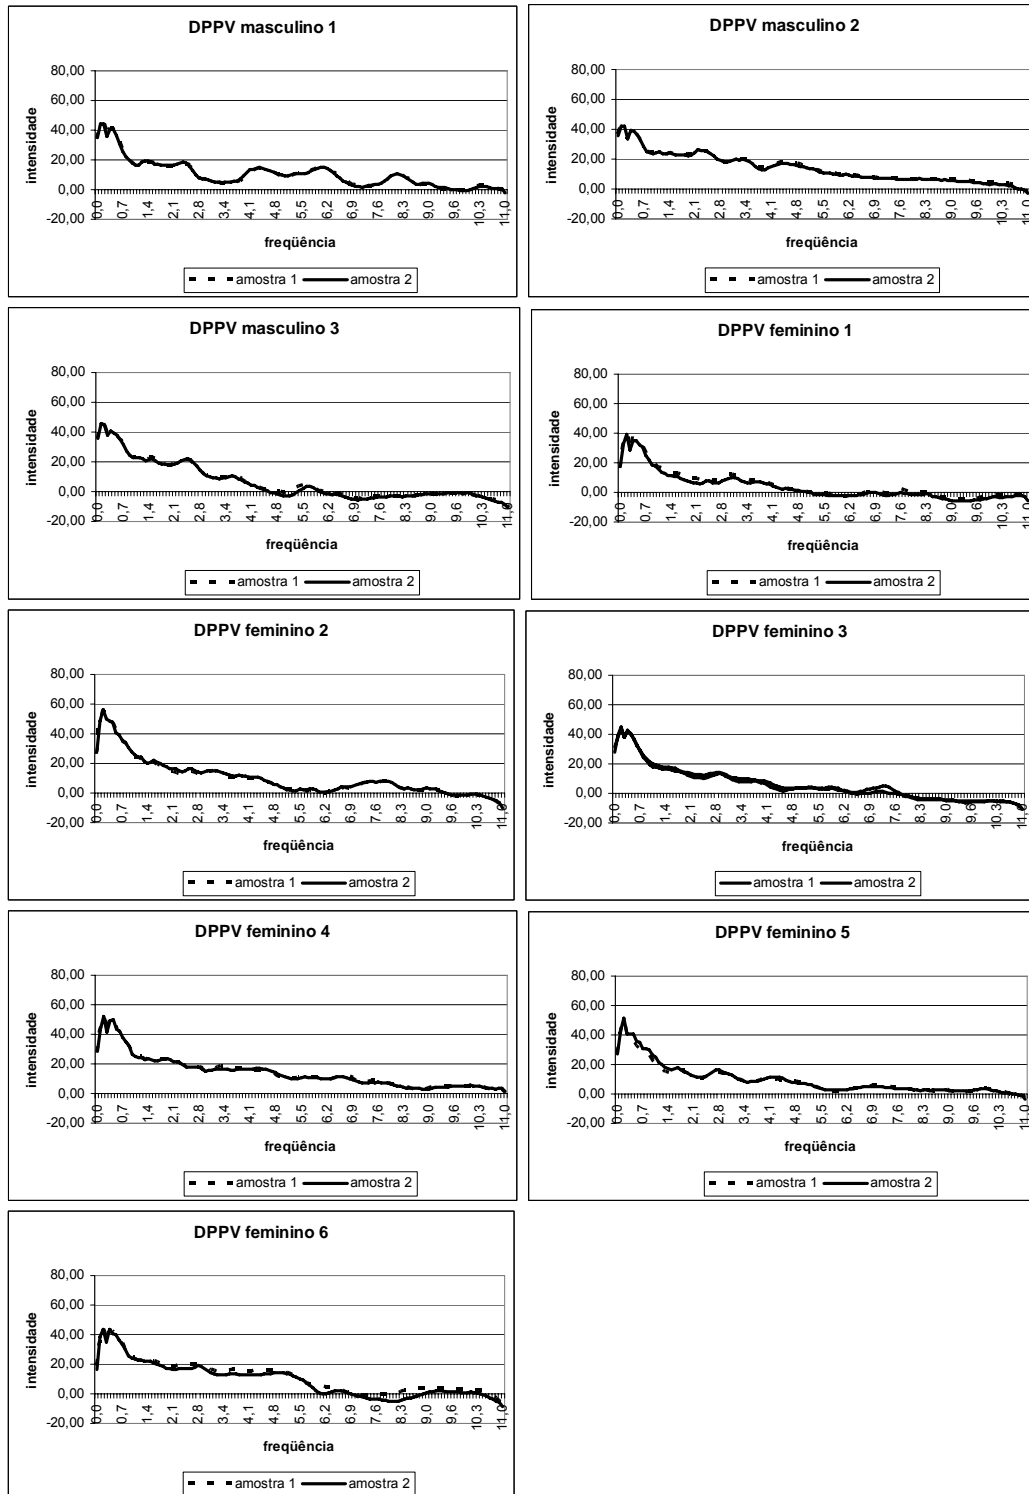 DPPV masculino 1
80,00
60,00
40,00
20,00
0,00
-20,00
intensidade
0,0 0,7 1,4 2,1 2,8 3,4 4,1 4,8 5,5 6,2 6,9 7,6 8,3 9,0 9,6 10,3 11,0
freqüência
amostra 1 amostra 2
DPPV masculino 2
80,00
60,00
40,00
20,00
0,00
-20,00
intensidade
0,0 0,7 1,4 2,1 2,8 3,4 4,1 4,8 5,5 6,2 6,9 7,6 8,3 9,0 9,6 10,3 11,0
freqüência
amostra 1 amostra 2
DPPV masculino 3
80,00
60,00
40,00
20,00
0,00
-20,00
intensidade
0,0 0,7 1,4 2,1 2,8 3,4 4,1 4,8 5,5 6,2 6,9 7,6 8,3 9,0 9,6 10,3 11,0
freqüência
amostra 1 amostra 2
DPPV feminino 1
80,00
60,00
40,00
20,00
0,00
-20,00
intensidade
0,0 0,7 1,4 2,1 2,8 3,4 4,1 4,8 5,5 6,2 6,9 7,6 8,3 9,0 9,6 10,3 11,0
freqüência
amostra 1 amostra 2
DPPV feminino 2
80,00
60,00
40,00
20,00
0,00
-20,00
intensidade
0,0 0,7 1,4 2,1 2,8 3,4 4,1 4,8 5,5 6,2 6,9 7,6 8,3 9,0 9,6 10,3 11,0
freqüência
amostra 1 amostra 2
DPPV feminino 3
80,00
60,00
40,00
20,00
0,00
-20,00
intensidade
0,0 0,7 1,4 2,1 2,8 3,4 4,1 4,8 5,5 6,2 6,9 7,6 8,3 9,0 9,6 10,3 11,0
freqüência
amostra 1 amostra 2
DPPV feminino 4
80,00
60,00
40,00
20,00
0,00
-20,00
intensidade
0,0 0,7 1,4 2,1 2,8 3,4 4,1 4,8 5,5 6,2 6,9 7,6 8,3 9,0 9,6 10,3 11,0
freqüência
amostra 1 amostra 2
DPPV feminino 5
80,00
60,00
40,00
20,00
0,00
-20,00
intensidade
0,0 0,7 1,4 2,1 2,8 3,4 4,1 4,8 5,5 6,2 6,9 7,6 8,3 9,0 9,6 10,3 11,0
freqüência
amostra 1 amostra 2
DPPV feminino 6
80,00
60,00
40,00
20,00
0,00
-20,00
intensidade
0,0 0,7 1,4 2,1 2,8 3,4 4,1 4,8 5,5 6,2 6,9 7,6 8,3 9,0 9,6 10,3 11,0
freqüência
amostra 1 amostra 2